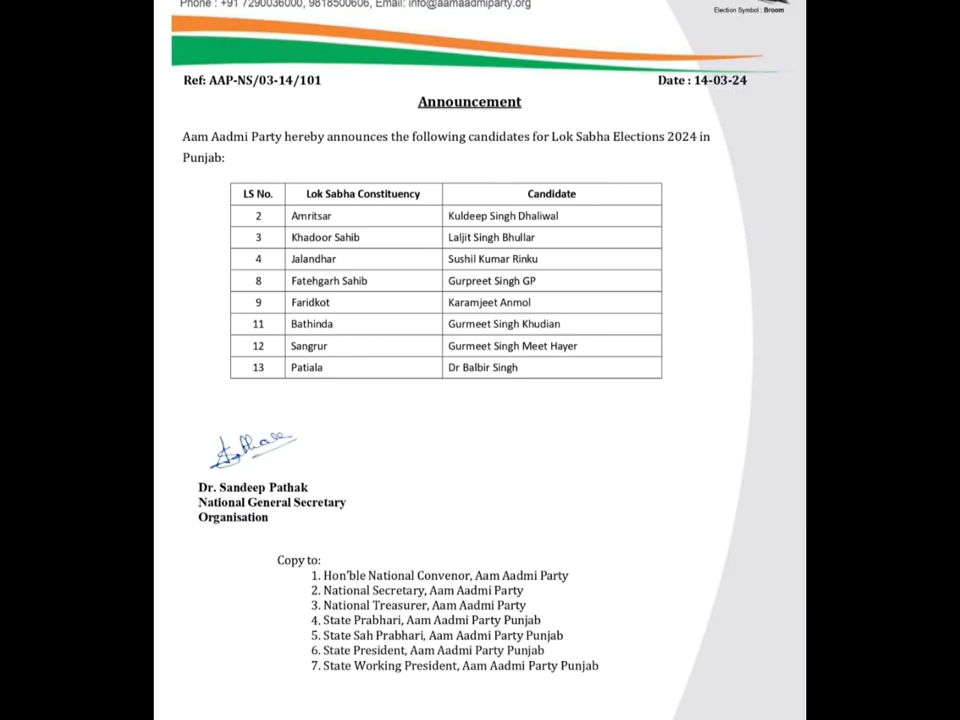 Phone : +91 7290036000, 9818500606, Email: info@aamaadmiparty.org
Election Symbol : Broom
Ref: AAP-NS/03-14/101 Date : 14-03-24
Announcement
Aam Aadmi Party hereby announces the following candidates for Lok Sabha Elections 2024 in
Punjab:
LS No. Lok Sabha Constituency Candidate
2 Amritsar Kuldeep Singh Dhaliwal
3 Khadoor Sahib Laljit Singh Bhullar
4 Jalandhar Sushil Kumar Rinku
8 Fatehgarh Sahib Gurpreet Singh GP
9 Faridkot Karamjeet Anmol
11 Bathinda Gurmeet Singh Khudian
12 Sangrur Gurmeet Singh Meet Hayer
13 Patiala Dr Balbir Singh
Dr. Sandeep Pathak
National General Secretary
Organisation
Copy to:
1. Hon'ble National Convenor, Aam Aadmi Party
2. National Secretary, Aam Aadmi Party
3. National Treasurer, Aam Aadmi Party
4. State Prabhari, Aam Aadmi Party Punjab
5. State Sah Prabhari, Aam Aadmi Party Punjab
6. State President, Aam Aadmi Party Punjab
7. State Working President, Aam Aadmi Party Punjab